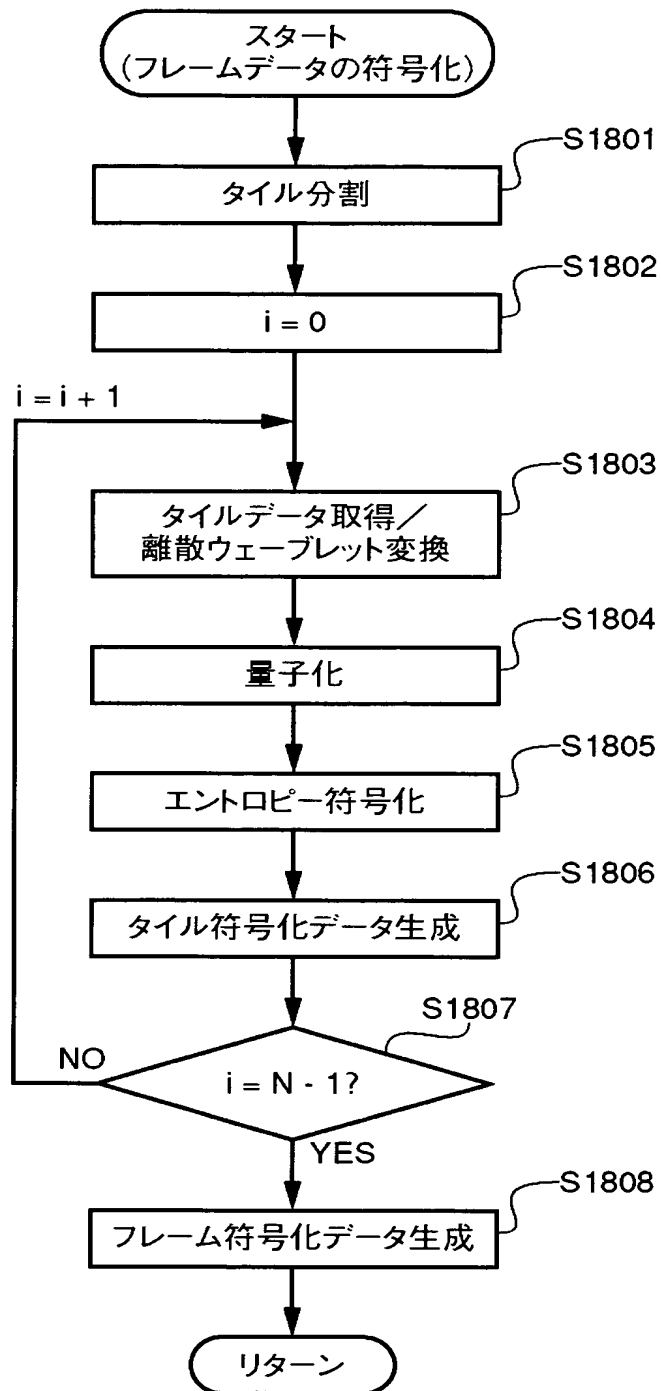 スタート
(フレームデータの符号化)
S1801
タイル分割
S1802
i = 0
i = i + 1
S1803
タイルデータ取得／
離散ウェーブレット変換
S1804
量子化
S1805
エントロピー符号化
S1806
タイル符号化データ生成
S1807
NO
i = N - 1?
YES
S1808
フレーム符号化データ生成
リターン